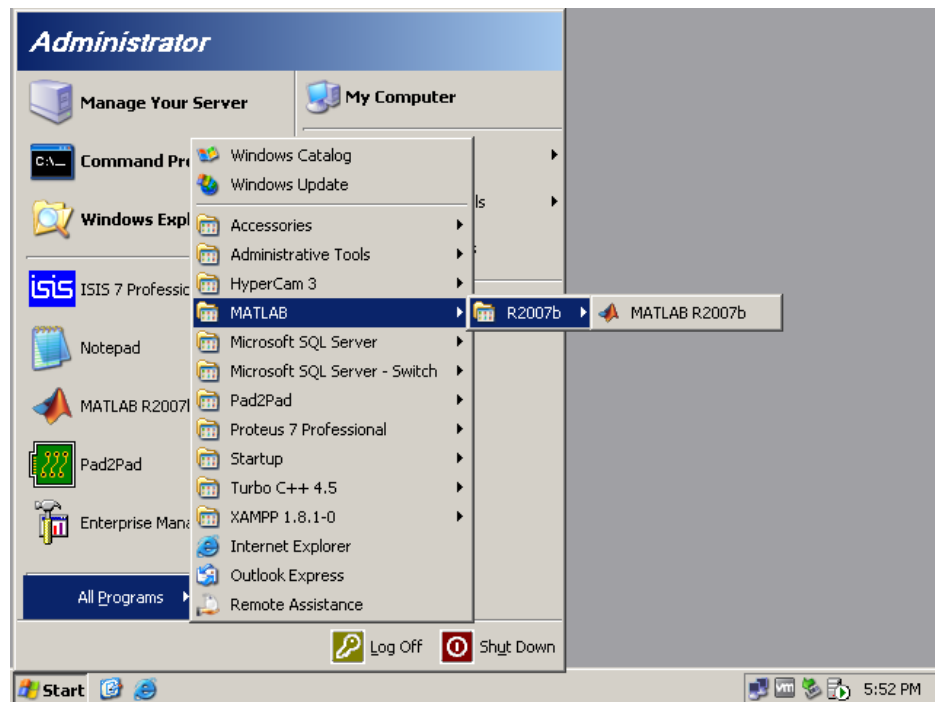 Administrator
Manage Your Server
My Computer
Command Pr
Windows Expl
ISIS 7 Professic
Notepad
MATLAB R2007
Pad2Pad
Enterprise Mana
All Programs
Windows Catalog
Windows Update
Accessories
Administrative Tools
HyperCam 3
MATLAB
Microsoft SQL Server
Microsoft SQL Server - Switch
Pad2Pad
Proteus 7 Professional
Startup
Turbo C++ 4.5
XAMPP 1.8.1-0
Internet Explorer
Outlook Express
Remote Assistance
ls
R2007b
MATLAB R2007b
Log Off
Shut Down
Start
5:52 PM
C:\_
isis
vm